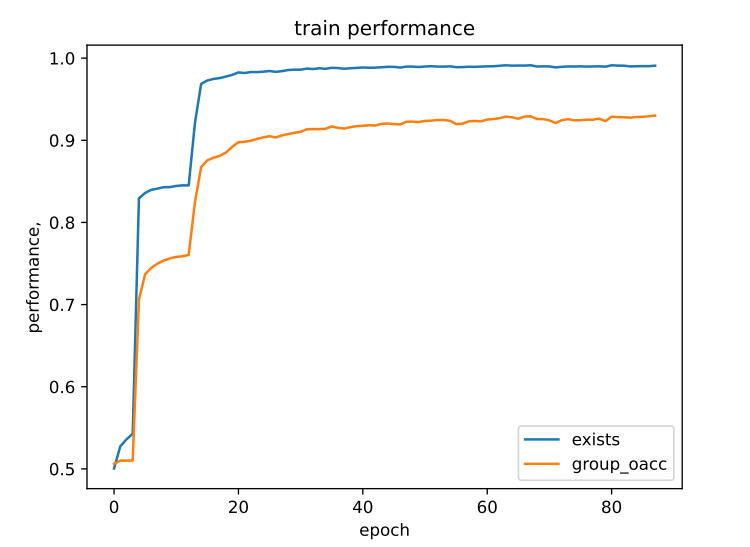 train performance
1.0
0.9
0.8
0.7
0.6
0.5
performance,
0 20 40 60 80
epoch
exists
group_oacc